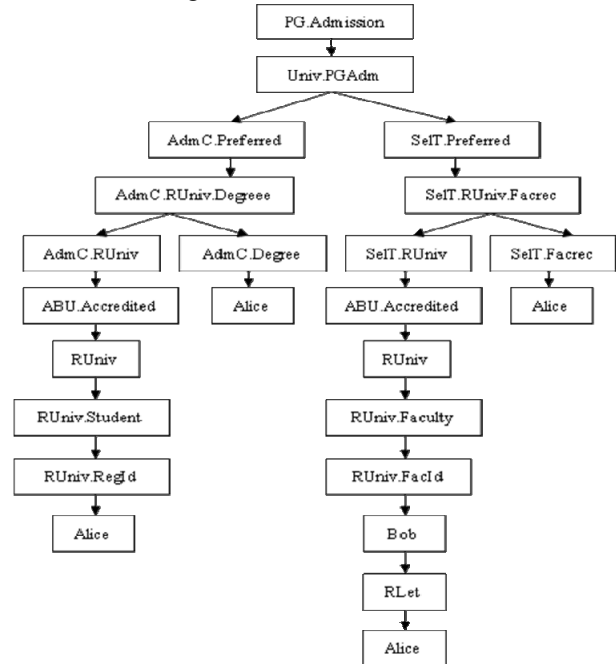 PG.Admission
Univ.PGAdm
AdmC.Preferred
SelT.Preferred
AdmC.RUniv.Degreee
SelT.RUniv.Facrec
AdmC.RUniv
AdmC.Degree
SelT.RUniv
SelT.Facrec
ABU.Accredited
Alice
ABU.Accredited
Alice
RUniv
RUniv
RUniv.Student
RUniv.Faculty
RUniv.RegId
RUniv.FacId
Alice
Bob
RLet
Alice